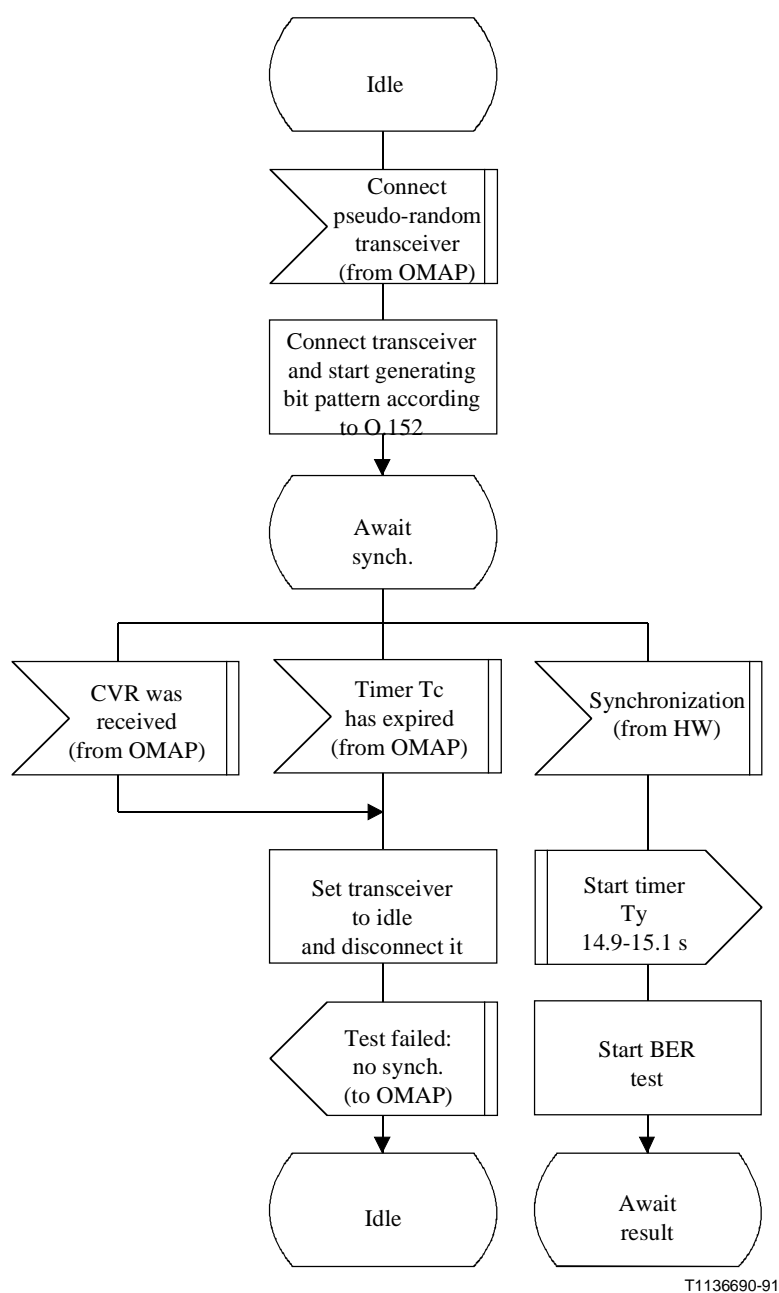 Idle
Connect
pseudo-random
transceiver
(from OMAP)
Connect transceiver
and start generating
bit pattern according
to O.152
Await
synch.
CVR was
received
(from OMAP)
Timer Tc
has expired
(from OMAP)
Synchronization
(from HW)
Set transceiver
to idle
and disconnect it
Start timer
Ty
14.9-15.1 s
Test failed:
no synch.
(to OMAP)
Start BER
test
Idle
Await
result
T1136690-91